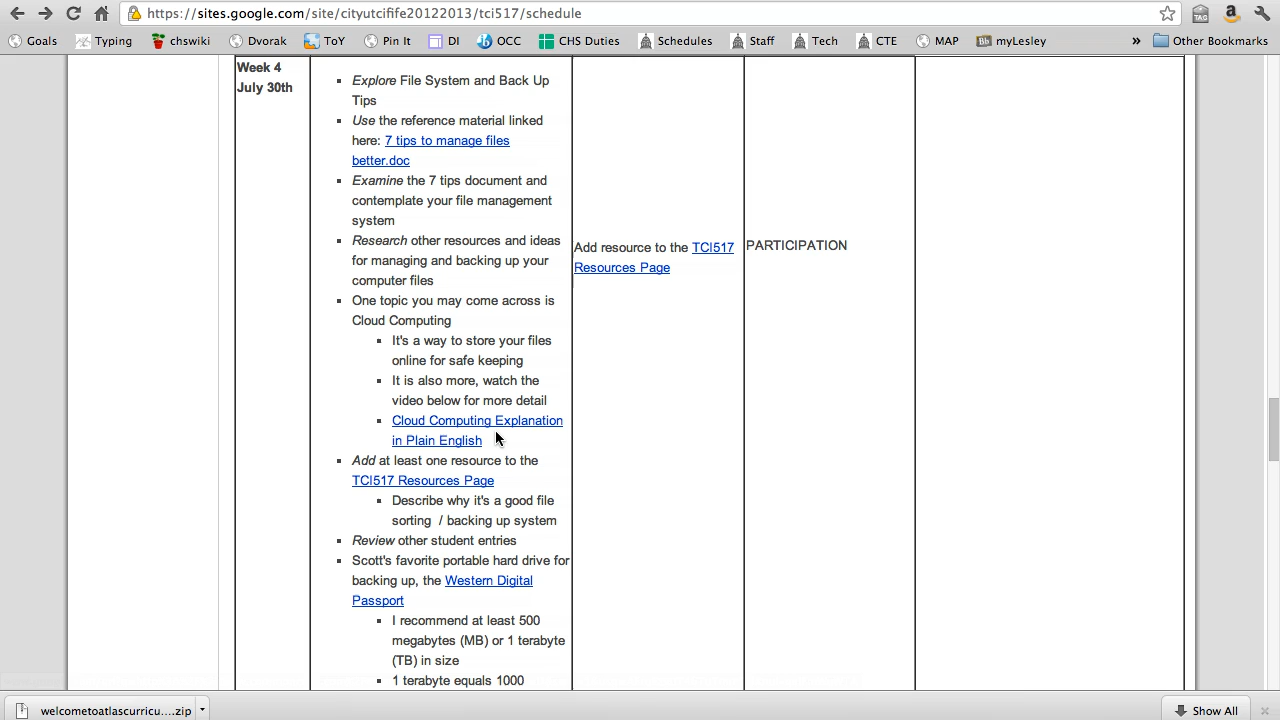 https://sites.google.com/site/cityutcifife20122013/tci517/schedule
Goals Typing chswiki Dvorak ToY Pin It DI OCC CHS Duties Schedules Staff Tech CTE MAP Bb myLesley » Other Bookmarks
Week 4
July 30th
Explore File System and Back Up
Tips
Use the reference material linked
here: 7 tips to manage files
better.doc
Examine the 7 tips document and
contemplate your file management
system
Research other resources and ideas
for managing and backing up your
computer files
One topic you may come across is
Cloud Computing
It's a way to store your files
online for safe keeping
It is also more, watch the
video below for more detail
Cloud Computing Explanation
in Plain English
Add at least one resource to the
TCI517 Resources Page
Describe why it's a good file
sorting / backing up system
Review other student entries
Scott's favorite portable hard drive for
backing up, the Western Digital
Passport
I recommend at least 500
megabytes (MB) or 1 terabyte
(TB) in size
1 terabyte equals 1000
Add resource to the TCI517
Resources Page
PARTICIPATION
welcometoatlascurricu....zip
Show All